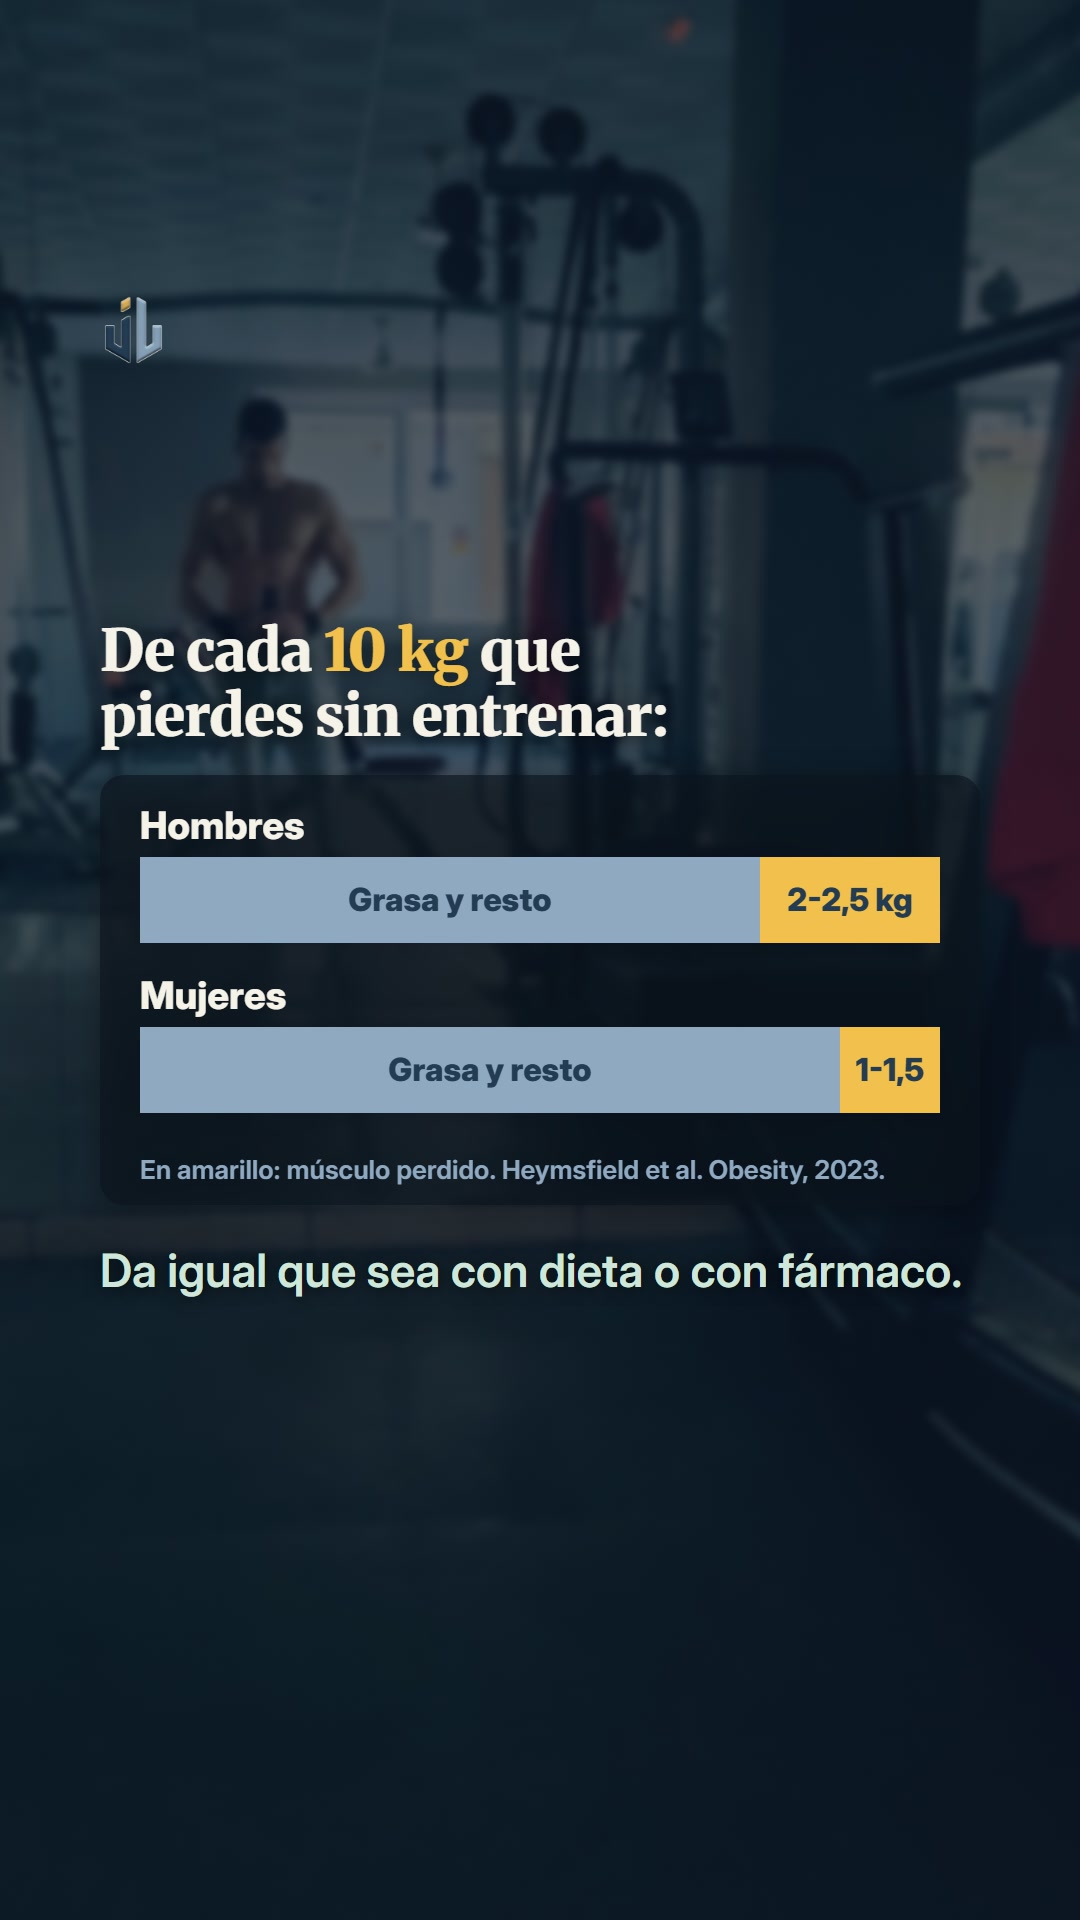 De cada 10 kg que
pierdes sin entrenar:
Hombres
Grasa y resto 2-2,5 kg
Mujeres
Grasa y resto 1-1,5
En amarillo: músculo perdido. Heymsfield et al. Obesity, 2023.
Da igual que sea con dieta o con fármaco.